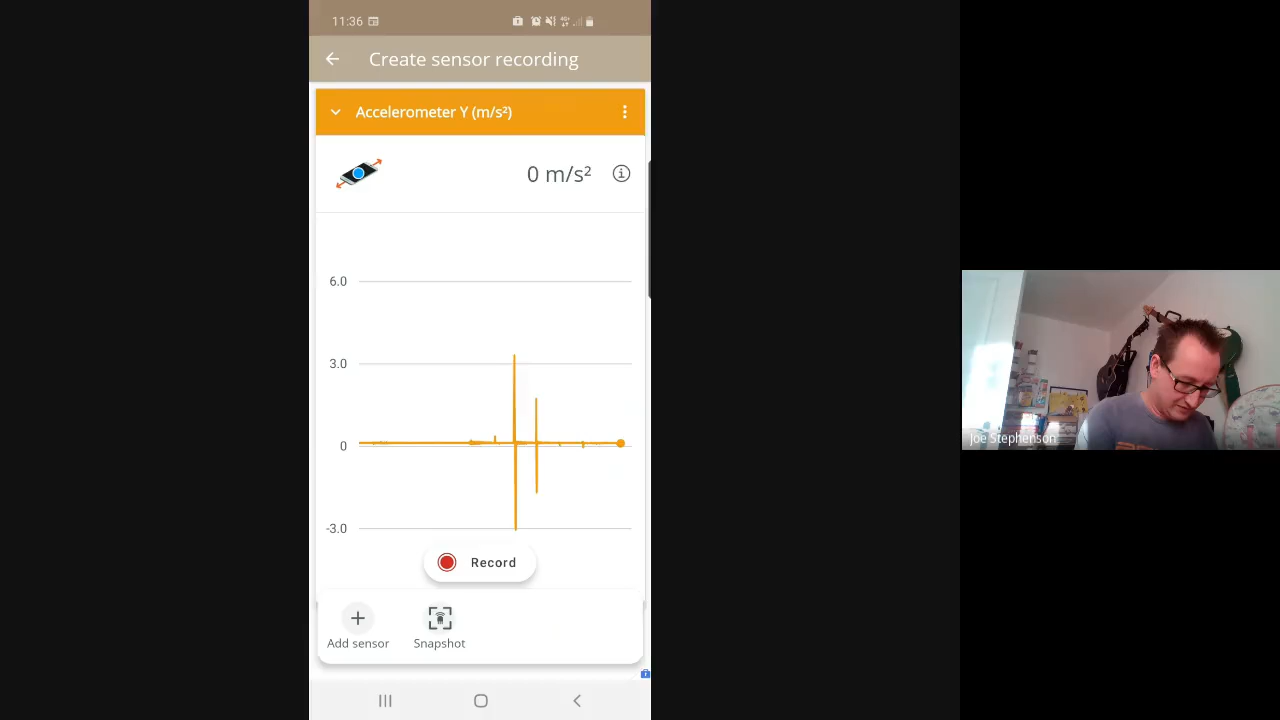 11:36
Create sensor recording
Accelerometer Y (m/s²)
0 m/s²
6.0
3.0
0
-3.0
Record
Add sensor
Snapshot
Joe Stephenson